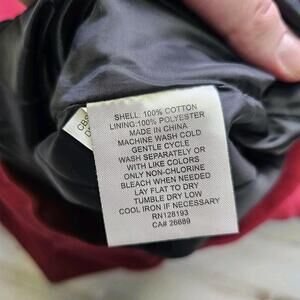 SHELL: 100% COTTON
LINING:100% POLYESTER
MADE IN CHINA
MACHINE WASH COLD
GENTLE CYCLE
WASH SEPARATELY OR
WITH LIKE COLORS
ONLY NON-CHLORINE
BLEACH WHEN NEEDED
LAY FLAT TO DRY
TUMBLE DRY LOW
COOL IRON IF NECESSARY
RN128193
CA# 26689